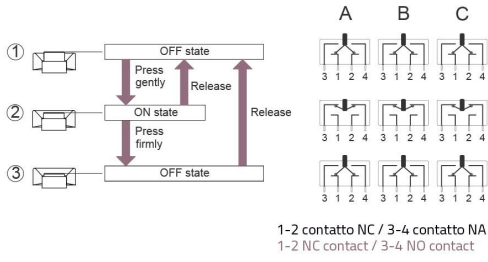 A B C
1 OFF state
Press gently
Release
3 1 2 4 3 1 2 4 3 1 2 4
2 ON state
Release
Press firmly
3 1 2 4 3 1 2 4 3 1 2 4
3 OFF state
3 1 2 4 3 1 2 4 3 1 2 4
1-2 contatto NC / 3-4 contatto NA
1-2 NC contact / 3-4 NO contact